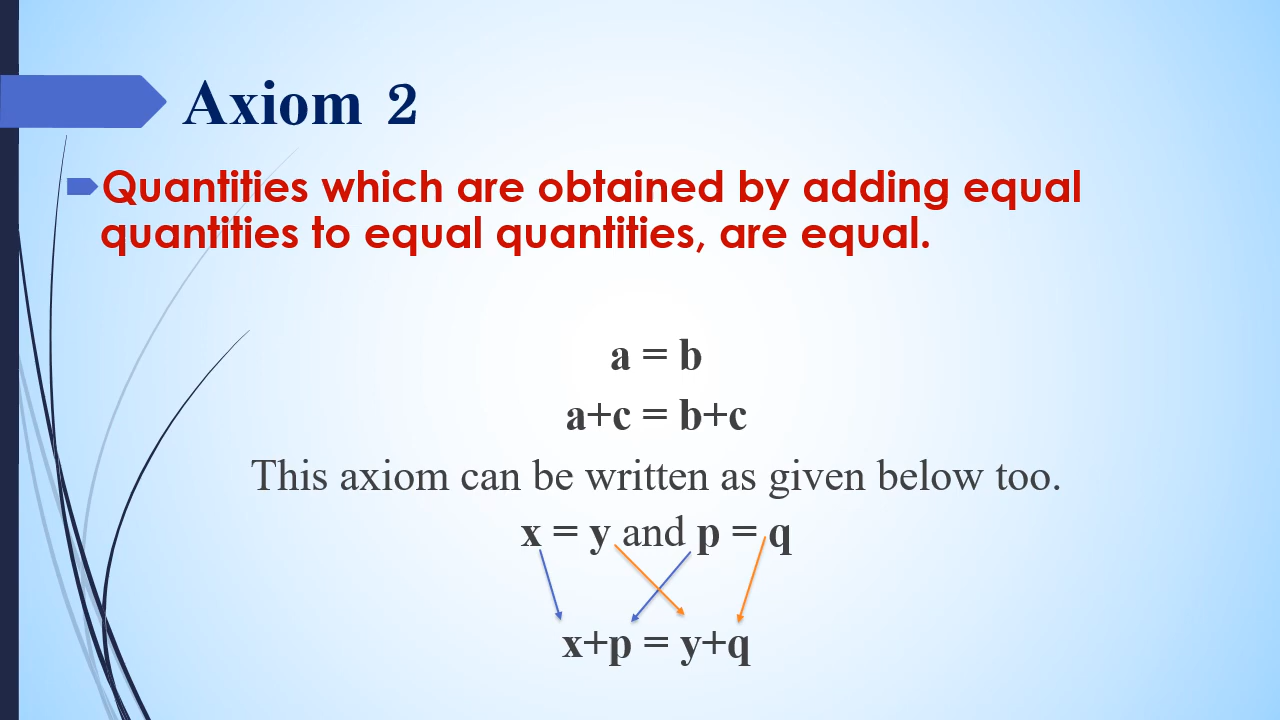 Axiom 2
Quantities which are obtained by adding equal
quantities to equal quantities, are equal.
a = b
a+c = b+c
This axiom can be written as given below too.
x = y and p = q
x+p = y+q